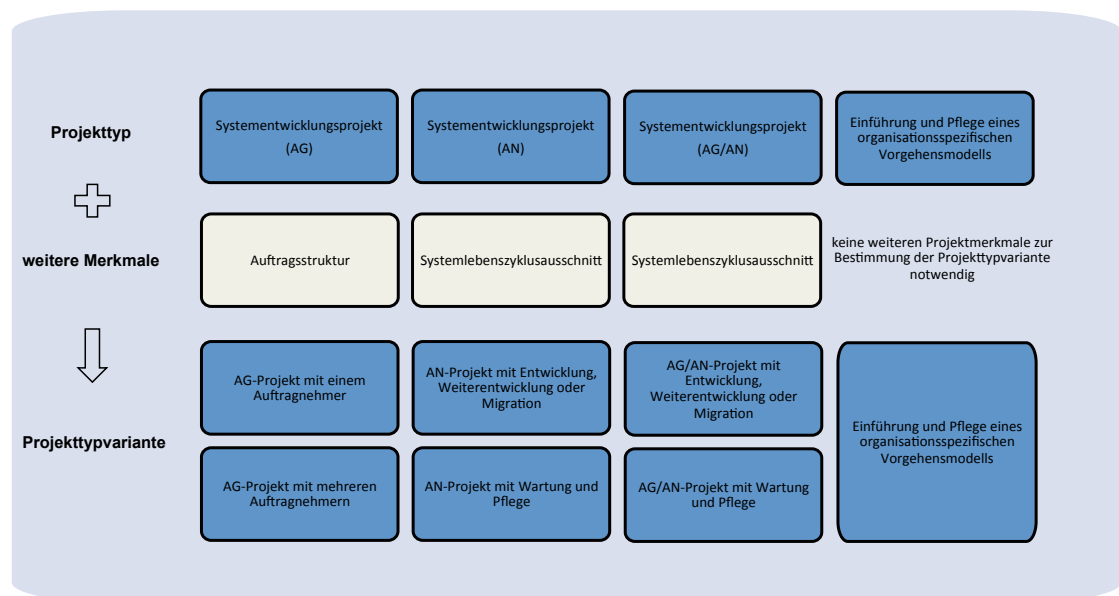 Projekttyp
Systementwicklungsprojekt
(AG)
Systementwicklungsprojekt
(AN)
Systementwicklungsprojekt
(AG/AN)
Einführung und Pflege eines
organisationsspezifischen
Vorgehensmodells
weitere Merkmale
Auftragsstruktur
Systemlebenszyklusausschnitt
Systemlebenszyklusausschnitt
keine weiteren Projektmerkmale zur
Bestimmung der Projekttypvariante
notwendig
Projekttypvariante
AG-Projekt mit einem
Auftragnehmer
AN-Projekt mit Entwicklung,
Weiterentwicklung oder
Migration
AG/AN-Projekt mit
Entwicklung,
Weiterentwicklung oder
Migration
Einführung und Pflege eines
organisationsspezifischen
Vorgehensmodells
AG-Projekt mit mehreren
Auftragnehmern
AN-Projekt mit Wartung und
Pflege
AG/AN-Projekt mit Wartung
und Pflege